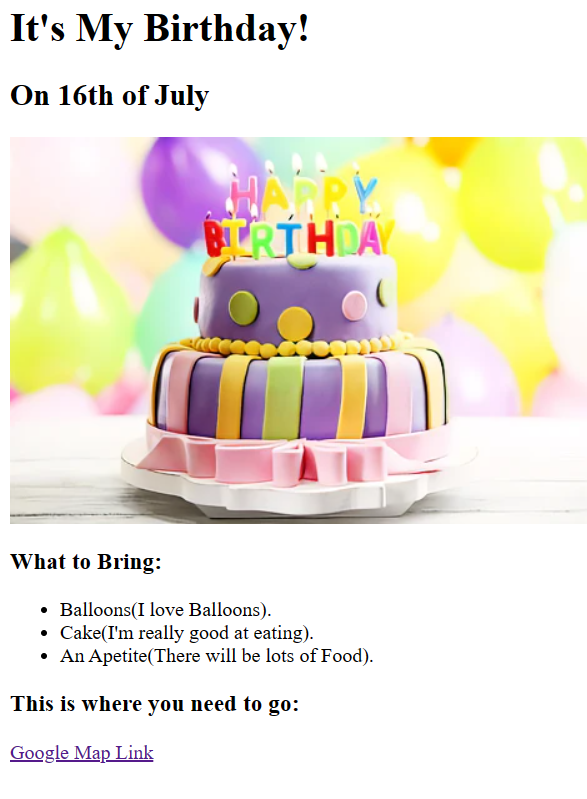 It's My Birthday!
On 16th of July
HAPPY
BIRTHDAY
What to Bring:
Balloons(I love Balloons).
Cake(I'm really good at eating).
An Apetite(There will be lots of Food).
This is where you need to go:
Google Map Link